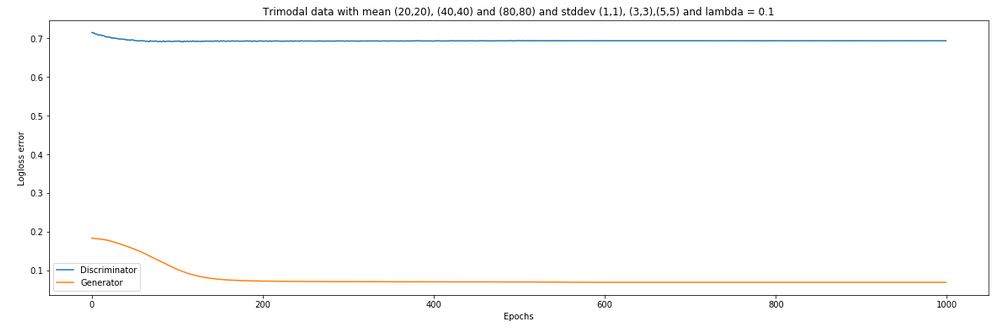 Trimodal data with mean (20,20), (40,40) and (80,80) and stddev (1,1), (3,3),(5,5) and lambda = 0.1
Logloss error
0.7
0.6
0.5
0.4
0.3
0.2
0.1
Discriminator
Generator
0 200 400 600 800 1000
Epochs